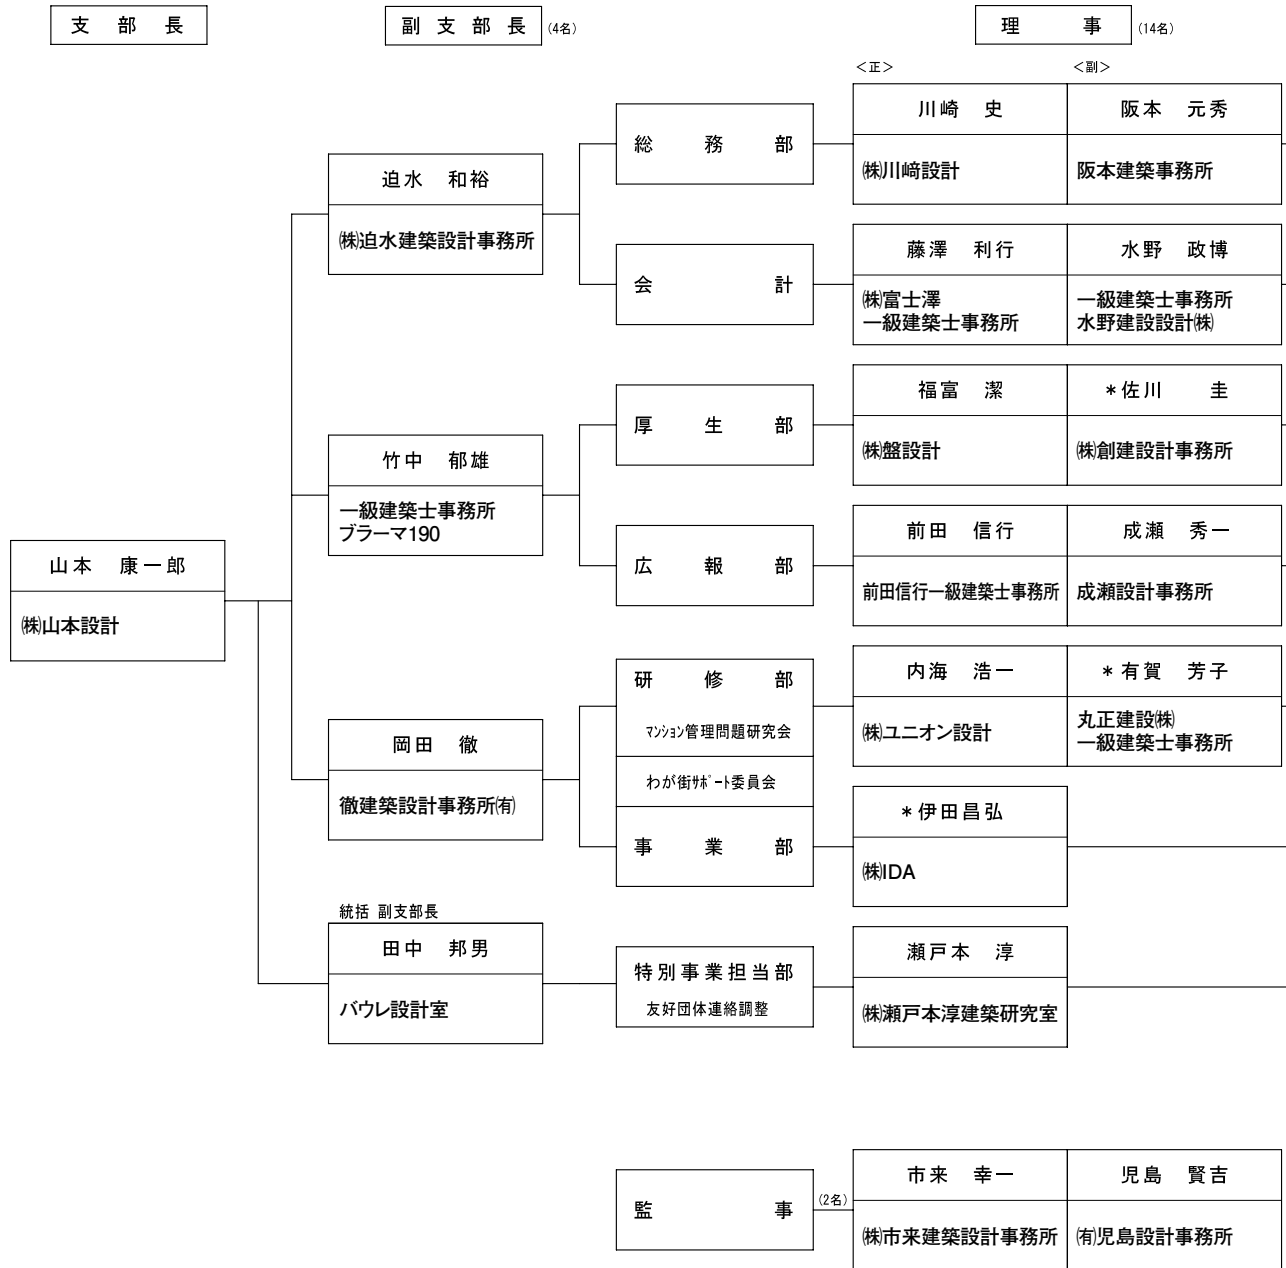 支部長
副支部長 (4名)
理事 (14名)
＜正＞ ＜副＞
山本 康一郎
㈱山本設計
迫水 和裕
㈱迫水建築設計事務所
総務部
川崎 史
㈱川﨑設計
阪本 元秀
阪本建築事務所
会計
藤澤 利行
㈱富士澤
一級建築士事務所
水野 政博
一級建築士事務所
水野建設設計㈱
竹中 郁雄
一級建築士事務所
ブラーマ190
厚生部
福富 潔
㈱盤設計
＊佐川 圭
㈱創建設計事務所
広報部
前田 信行
前田信行一級建築士事務所
成瀬 秀一
成瀬設計事務所
岡田 徹
徹建築設計事務所㈲
研修部
ﾏﾝｼｮﾝ管理問題研究会
わが街ｻﾎﾟｰﾄ委員会
事業部
内海 浩一
㈱ユニオン設計
＊有賀 芳子
丸正建設㈱
一級建築士事務所
＊伊田昌弘
㈱IDA
統括 副支部長
田中 邦男
バウレ設計室
特別事業担当部
友好団体連絡調整
瀬戸本 淳
㈱瀬戸本淳建築研究室
監事 (2名)
市来 幸一
㈱市来建築設計事務所
児島 賢吉
㈲児島設計事務所